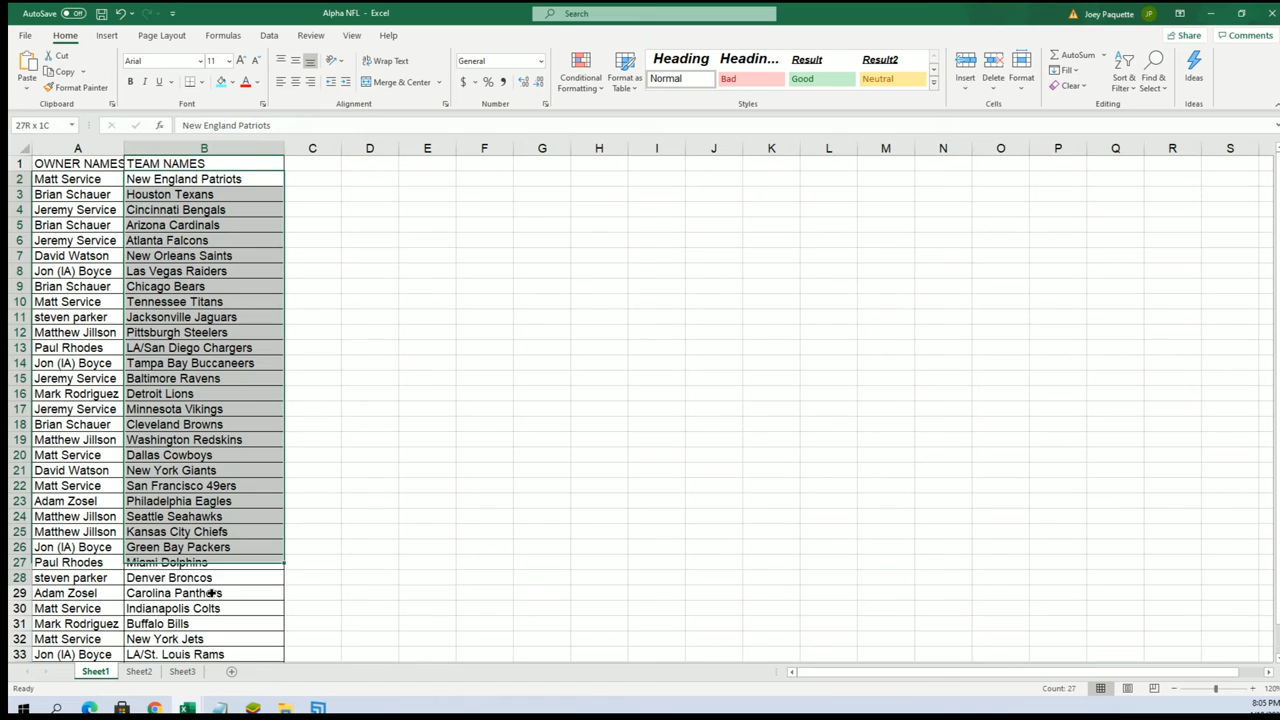 AutoSave Off Alpha NFL - Excel Search Joey Paquette JP
File Home Insert Page Layout Formulas Data Review View Help Share Comments
Paste Cut Copy Format Painter Clipboard
Arial 11 B I U A A A Font
Wrap Text Merge & Center Alignment
General $ % , Number
Conditional Formatting Format as Table
Heading Headin... Result Result2
Normal Bad Good Neutral Styles
Insert Delete Format Cells
AutoSum Fill Clear Sort & Filter Find & Select Editing
Ideas Ideas
27R x 1C fx New England Patriots
A B C D E F G H I J K L M N O P Q R S
1 OWNER NAMES TEAM NAMES
2 Matt Service New England Patriots
3 Brian Schauer Houston Texans
4 Jeremy Service Cincinnati Bengals
5 Brian Schauer Arizona Cardinals
6 Jeremy Service Atlanta Falcons
7 David Watson New Orleans Saints
8 Jon (IA) Boyce Las Vegas Raiders
9 Brian Schauer Chicago Bears
10 Matt Service Tennessee Titans
11 steven parker Jacksonville Jaguars
12 Matthew Jillson Pittsburgh Steelers
13 Paul Rhodes LA/San Diego Chargers
14 Jon (IA) Boyce Tampa Bay Buccaneers
15 Jeremy Service Baltimore Ravens
16 Mark Rodriguez Detroit Lions
17 Jeremy Service Minnesota Vikings
18 Brian Schauer Cleveland Browns
19 Matthew Jillson Washington Redskins
20 Matt Service Dallas Cowboys
21 David Watson New York Giants
22 Matt Service San Francisco 49ers
23 Adam Zosel Philadelphia Eagles
24 Matthew Jillson Seattle Seahawks
25 Matthew Jillson Kansas City Chiefs
26 Jon (IA) Boyce Green Bay Packers
27 Paul Rhodes Miami Dolphins
28 steven parker Denver Broncos
29 Adam Zosel Carolina Panthers
30 Matt Service Indianapolis Colts
31 Mark Rodriguez Buffalo Bills
32 Matt Service New York Jets
33 Jon (IA) Boyce LA/St. Louis Rams
Sheet1 Sheet2 Sheet3
Ready Count: 27 120%
8:05 PM